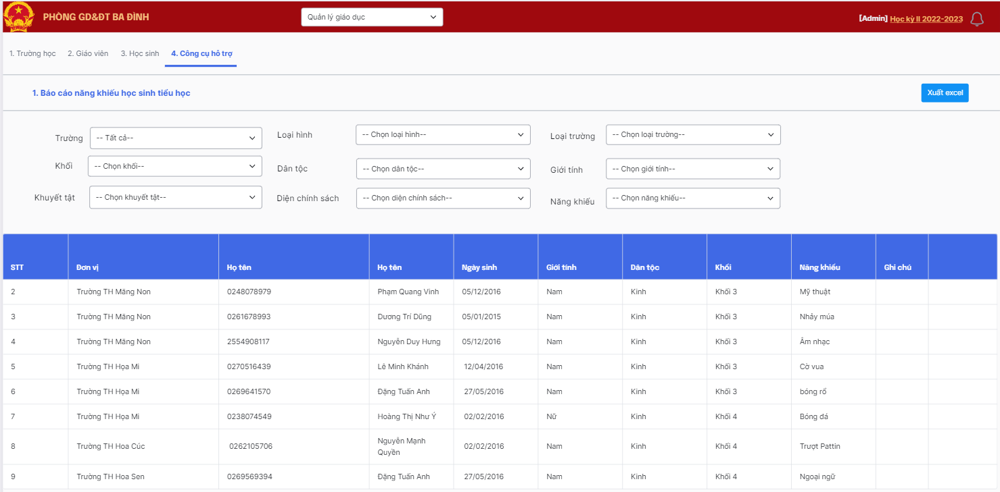 PHÒNG GD&ĐT BA ĐÌNH
Quản lý giáo dục
[Admin] Học kỳ II 2022-2023
1. Trường học 2. Giáo viên 3. Học sinh 4. Công cụ hỗ trợ
1. Báo cáo năng khiếu học sinh tiểu học
Xuất excel
Trường -- Tất cả-- Loại hình -- Chọn loại hình-- Loại trường -- Chọn loại trường--
Khối -- Chọn khối-- Dân tộc -- Chọn dân tộc-- Giới tính -- Chọn giới tính--
Khuyết tật -- Chọn khuyết tật-- Diện chính sách -- Chọn diện chính sách-- Năng khiếu -- Chọn năng khiếu--
STT Đơn vị Họ tên Họ tên Ngày sinh Giới tính Dân tộc Khối Năng khiếu Ghi chú
2 Trường TH Măng Non 0248078979 Phạm Quang Vinh 05/12/2016 Nam Kinh Khối 3 Mỹ thuật
3 Trường TH Măng Non 0261678993 Dương Trí Dũng 05/01/2015 Nam Kinh Khối 3 Nhảy múa
4 Trường TH Măng Non 2554908117 Nguyễn Duy Hưng 05/12/2016 Nam Kinh Khối 3 Âm nhạc
5 Trường TH Họa Mi 0270516439 Lê Minh Khánh 12/04/2016 Nam Kinh Khối 3 Cờ vua
6 Trường TH Họa Mi 0269641570 Đặng Tuấn Anh 27/05/2016 Nam Kinh Khối 3 bóng rổ
7 Trường TH Họa Mi 0238074549 Hoàng Thị Như Ý 02/02/2016 Nữ Kinh Khối 4 Bóng đá
8 Trường TH Hoa Cúc 0262105706 Nguyễn Mạnh Quyền 02/02/2016 Nam Kinh Khối 4 Trượt Pattin
9 Trường TH Hoa Sen 0269569394 Đặng Tuấn Anh 27/05/2016 Nam Kinh Khối 4 Ngoại ngữ